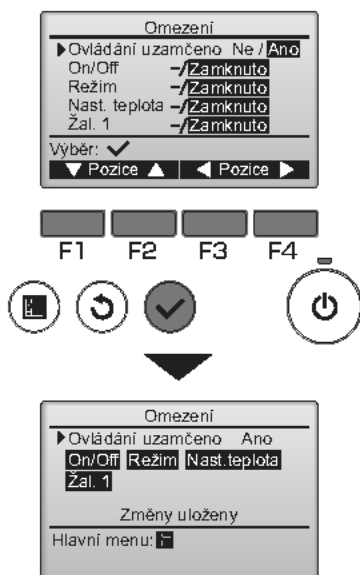 Omezení
Ovládání uzamčeno Ne / Ano
On/Off –/Zamknuto
Režim –/Zamknuto
Nast. teplota –/Zamknuto
Žal. 1 –/Zamknuto
Výběr:
Pozice Pozice
F1 F2 F3 F4
Omezení
Ovládání uzamčeno Ano
On/Off Režim Nast.teplota
Žal. 1
Změny uloženy
Hlavní menu: